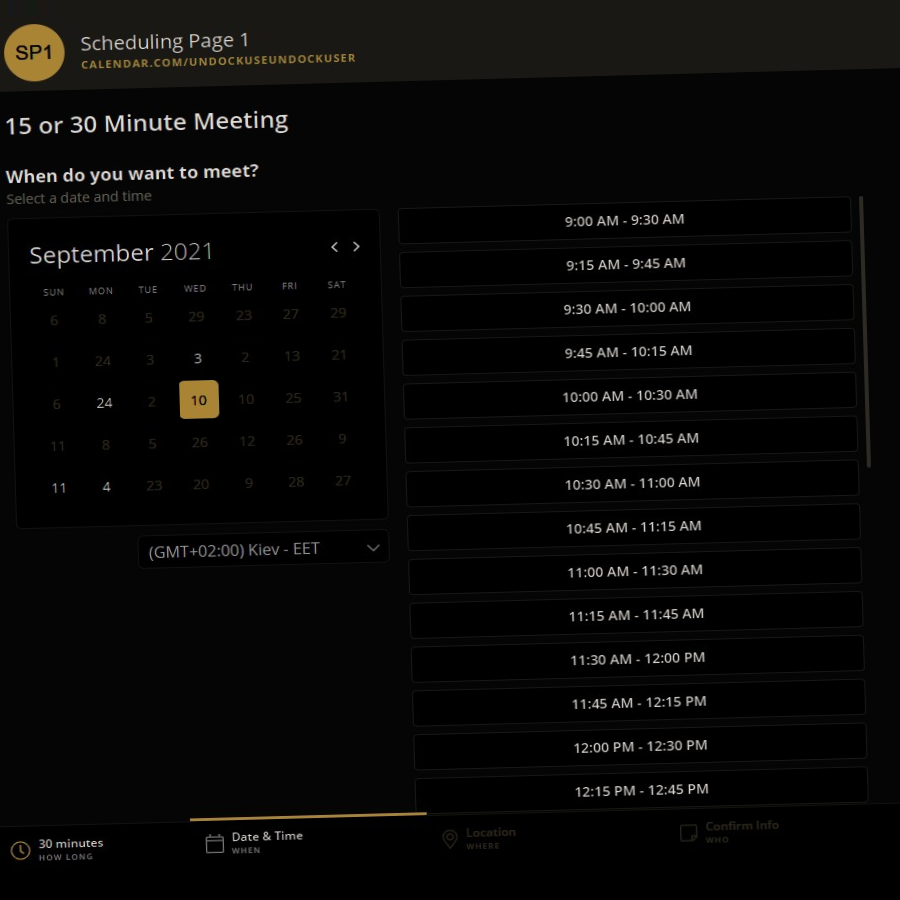 SP1
Scheduling Page 1
CALENDAR.COM/UNDOCKUSEUNDOCKUSER
15 or 30 Minute Meeting
When do you want to meet?
Select a date and time
September 2021
SUN MON TUE WED THU FRI SAT
6 8 5 29 23 27 29
1 24 3 3 2 13 21
6 24 2 10 10 25 31
11 8 5 26 12 26 9
11 4 23 20 9 28 27
(GMT+02:00) Kiev - EET
9:00 AM - 9:30 AM
9:15 AM - 9:45 AM
9:30 AM - 10:00 AM
9:45 AM - 10:15 AM
10:00 AM - 10:30 AM
10:15 AM - 10:45 AM
10:30 AM - 11:00 AM
10:45 AM - 11:15 AM
11:00 AM - 11:30 AM
11:15 AM - 11:45 AM
11:30 AM - 12:00 PM
11:45 AM - 12:15 PM
12:00 PM - 12:30 PM
12:15 PM - 12:45 PM
30 minutes
HOW LONG
Date & Time
WHEN
Location
WHERE
Confirm Info
WHO